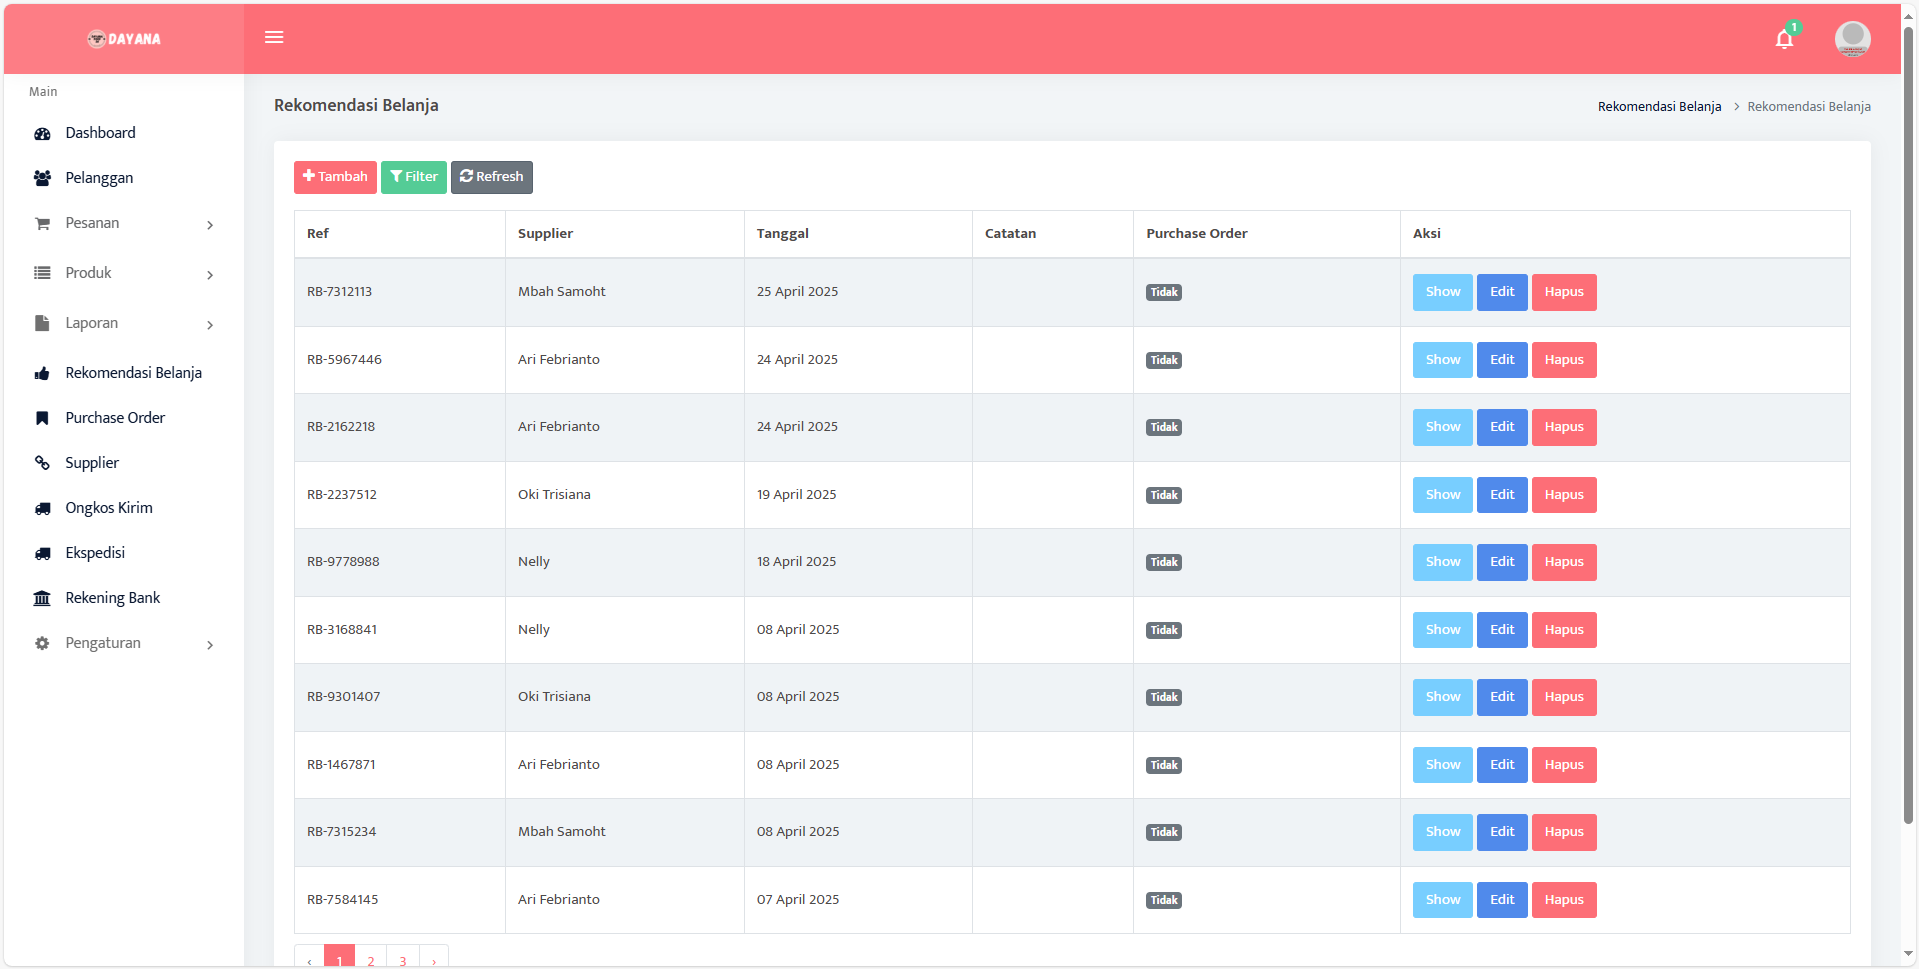 DAYANA
1
Main
Dashboard
Pelanggan
Pesanan
Produk
Laporan
Rekomendasi Belanja
Purchase Order
Supplier
Ongkos Kirim
Ekspedisi
Rekening Bank
Pengaturan
Rekomendasi Belanja
Rekomendasi Belanja > Rekomendasi Belanja
Tambah Filter Refresh
Ref Supplier Tanggal Catatan Purchase Order Aksi
RB-7312113 Mbah Samoht 25 April 2025 Tidak Show Edit Hapus
RB-5967446 Ari Febrianto 24 April 2025 Tidak Show Edit Hapus
RB-2162218 Ari Febrianto 24 April 2025 Tidak Show Edit Hapus
RB-2237512 Oki Trisiana 19 April 2025 Tidak Show Edit Hapus
RB-9778988 Nelly 18 April 2025 Tidak Show Edit Hapus
RB-3168841 Nelly 08 April 2025 Tidak Show Edit Hapus
RB-9301407 Oki Trisiana 08 April 2025 Tidak Show Edit Hapus
RB-1467871 Ari Febrianto 08 April 2025 Tidak Show Edit Hapus
RB-7315234 Mbah Samoht 08 April 2025 Tidak Show Edit Hapus
RB-7584145 Ari Febrianto 07 April 2025 Tidak Show Edit Hapus
‹ 1 2 3 ›